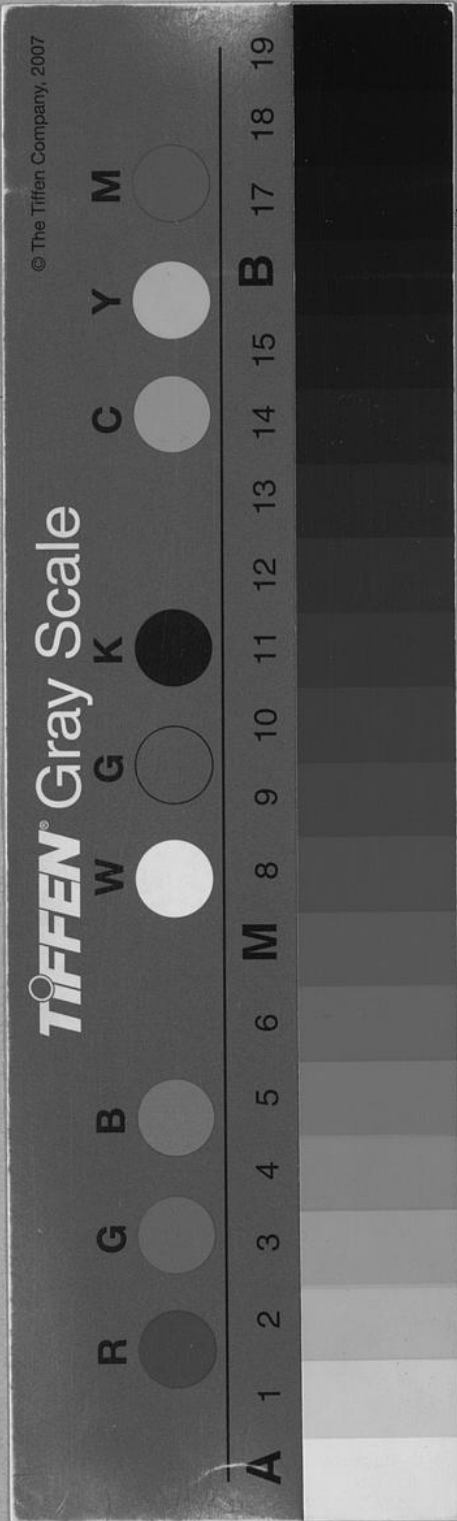 TIFFEN® Gray Scale
© The Tiffen Company, 2007
R G B W G K C Y M
A 1 2 3 4 5 6 M 8 9 10 11 12 13 14 15 B 17 18 19